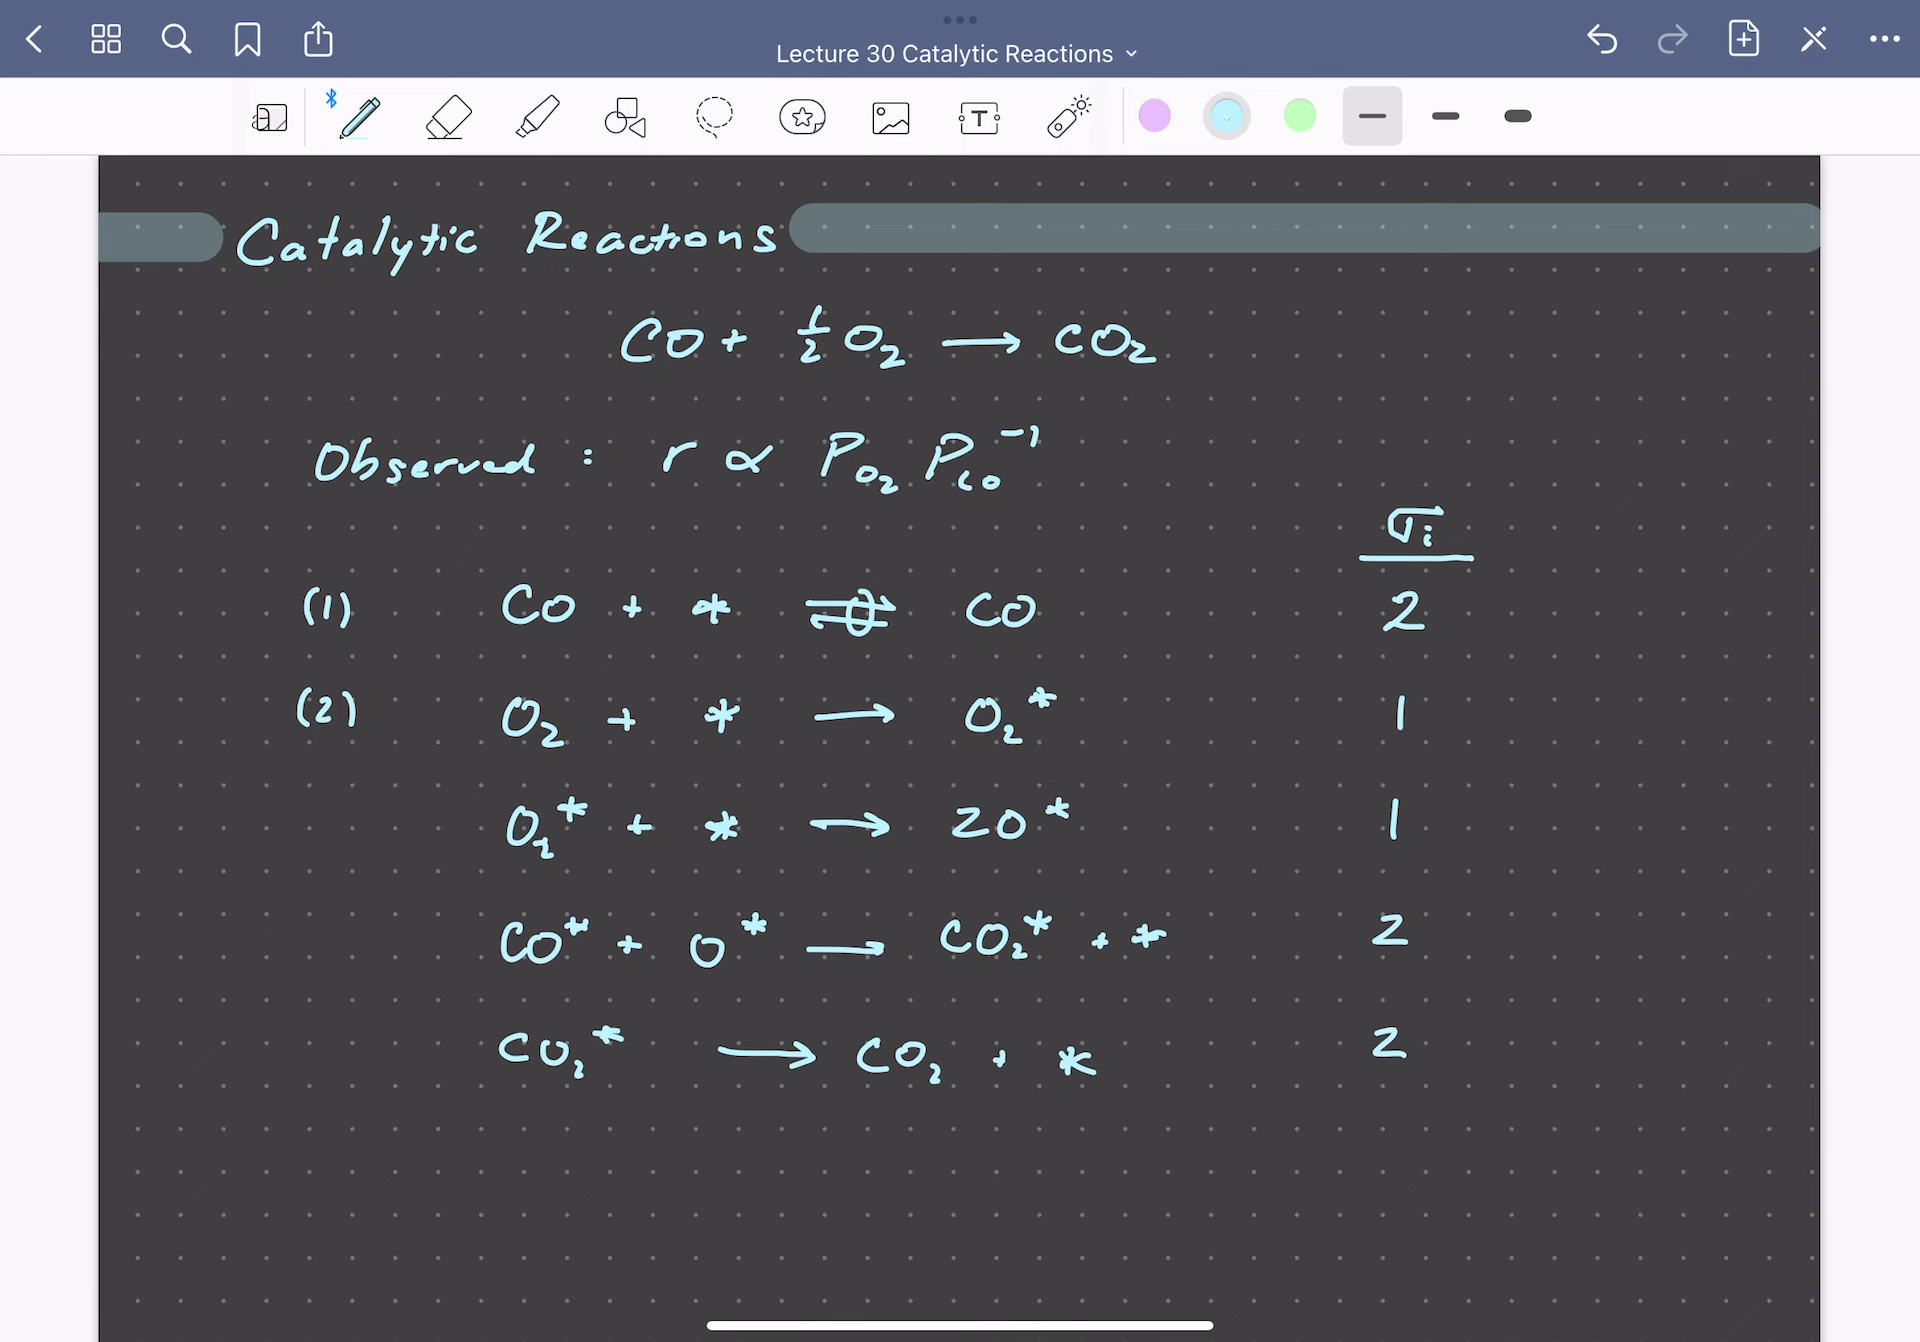 Lecture 30 Catalytic Reactions
T
Catalytic Reactions
CO + ½ O₂ → CO₂
Observed : r ∝ P_O₂ P_CO⁻¹
σᵢ
(1) CO + * ⇌ CO 2
(2) O₂ + * → O₂* 1
O₂* + * → 2O* 1
CO* + O* → CO₂* + * 2
CO₂* → CO₂ + * 2